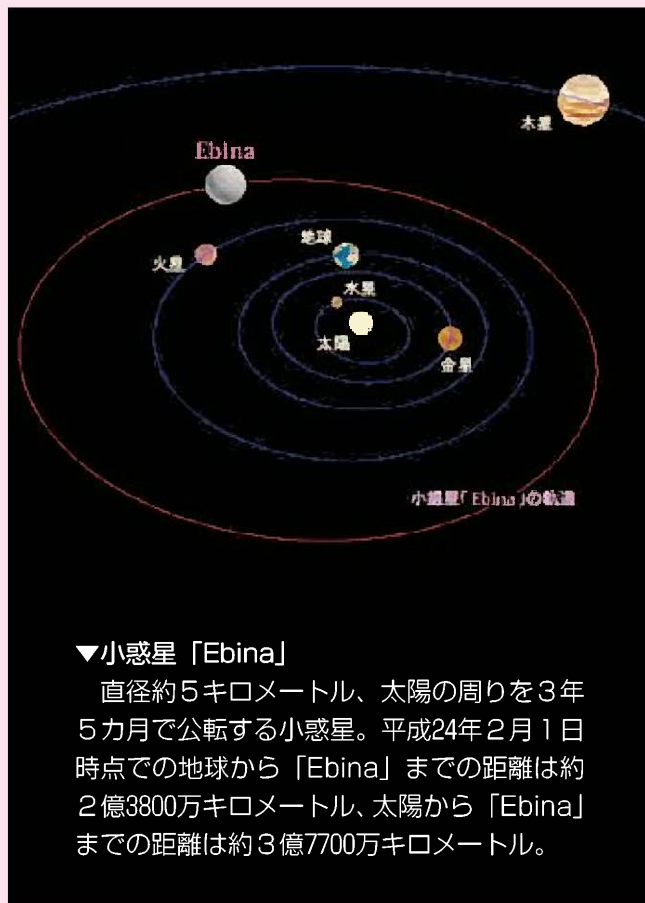 木星
Ebina
地球
火星
水星
太陽
金星
小惑星「Ebina」の軌道
▼小惑星「Ebina」
　直径約５キロメートル、太陽の周りを３年
５カ月で公転する小惑星。平成24年２月１日
時点での地球から「Ebina」までの距離は約
２億3800万キロメートル、太陽から「Ebina」
までの距離は約３億7700万キロメートル。